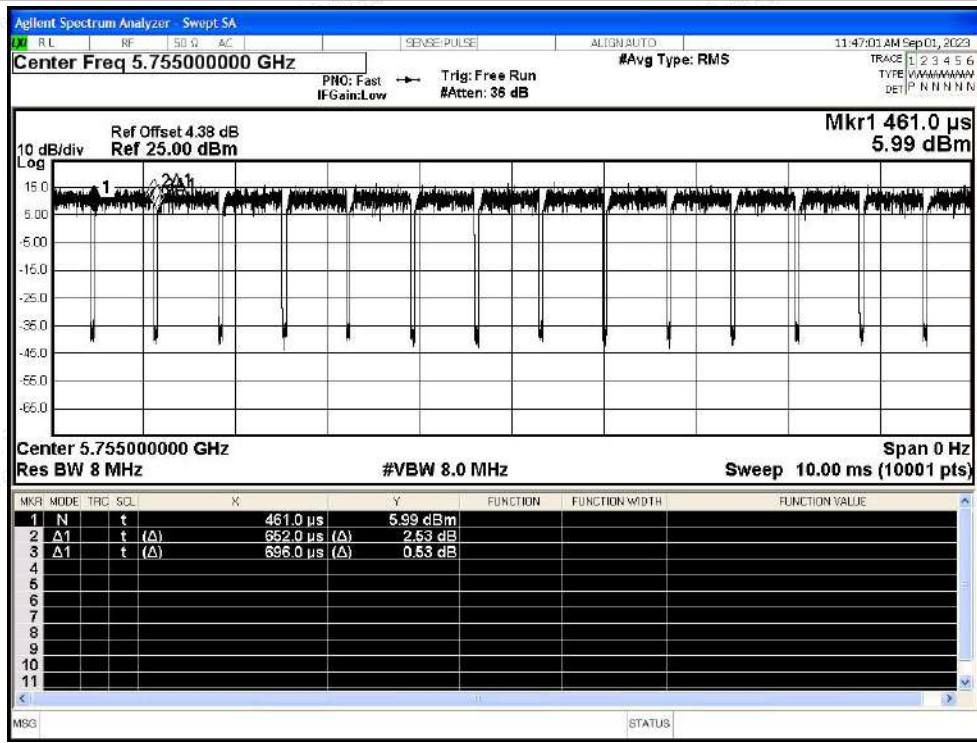 Agilent Spectrum Analyzer - Swept SA
LXI RL RF 50 Ω AC SENSE:PULSE ALIGN AUTO 11:47:01 AM Sep 01, 2023
Center Freq 5.755000000 GHz
#Avg Type: RMS
TRACE 1 2 3 4 5 6
PNO: Fast Trig: Free Run
IFGain:Low #Atten: 36 dB
TYPE
DET P N N N N N
Mkr1 461.0 µs
5.99 dBm
Ref Offset 4.38 dB
10 dB/div Ref 25.00 dBm
Log
15.0
5.00
-5.00
-15.0
-25.0
-35.0
-45.0
-55.0
-65.0
1
2Δ1
Center 5.755000000 GHz Span 0 Hz
Res BW 8 MHz #VBW 8.0 MHz Sweep 10.00 ms (10001 pts)
MKR MODE TRC SCL X Y FUNCTION FUNCTION WIDTH FUNCTION VALUE
1 N t 461.0 µs 5.99 dBm
2 Δ1 t (Δ) 652.0 µs (Δ) 2.53 dB
3 Δ1 t (Δ) 696.0 µs (Δ) 0.53 dB
4
5
6
7
8
9
10
11
MSG STATUS